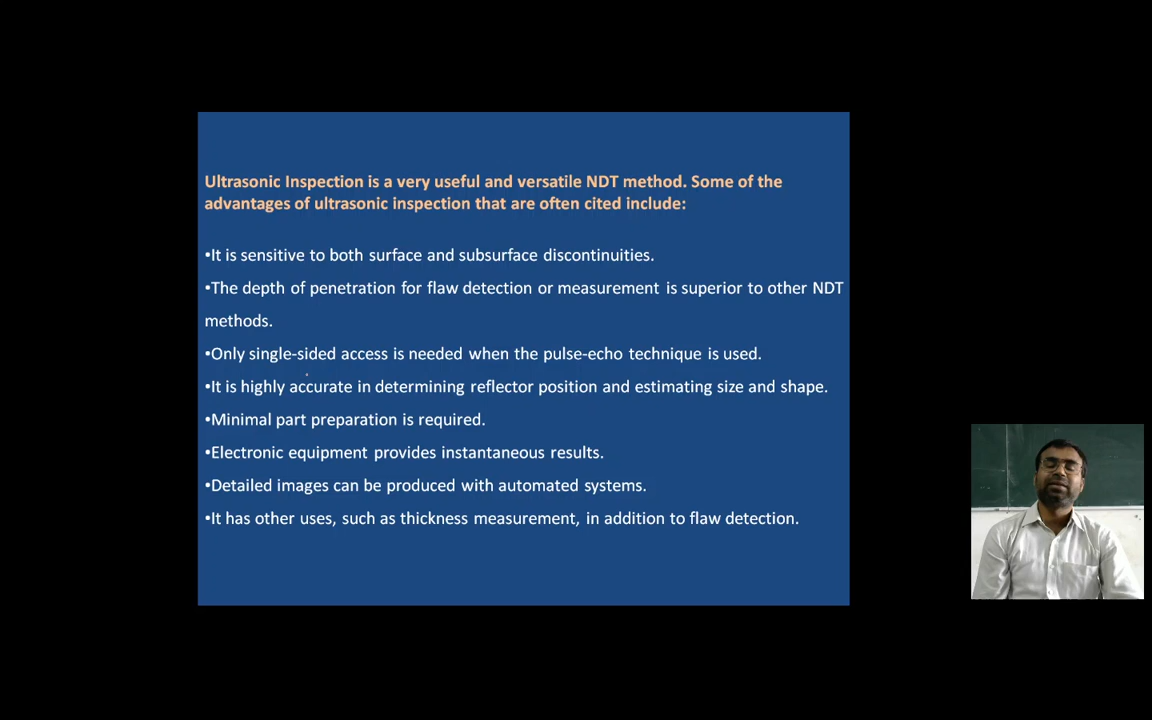 Ultrasonic Inspection is a very useful and versatile NDT method. Some of the
advantages of ultrasonic inspection that are often cited include:
•It is sensitive to both surface and subsurface discontinuities.
•The depth of penetration for flaw detection or measurement is superior to other NDT
methods.
•Only single-sided access is needed when the pulse-echo technique is used.
•It is highly accurate in determining reflector position and estimating size and shape.
•Minimal part preparation is required.
•Electronic equipment provides instantaneous results.
•Detailed images can be produced with automated systems.
•It has other uses, such as thickness measurement, in addition to flaw detection.